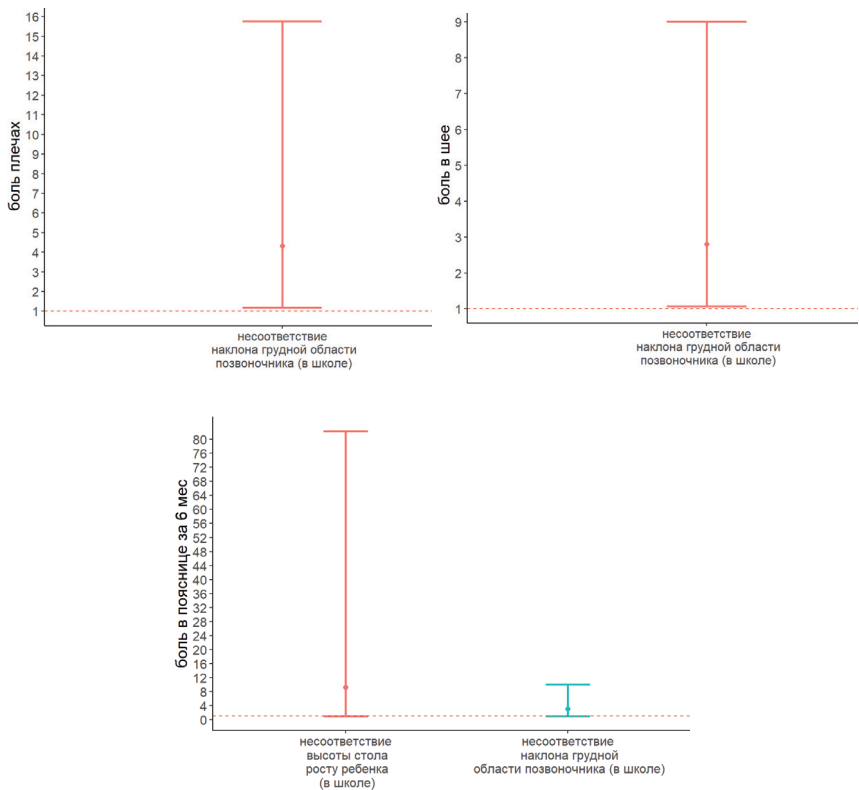 боль плечах
16
15
14
13
12
11
10
9
8
7
6
5
4
3
2
1
несоответствие
наклона грудной области
позвоночника (в школе)
боль в шее
9
8
7
6
5
4
3
2
1
несоответствие
наклона грудной области
позвоночника (в школе)
боль в пояснице за 6 мес
80
76
72
68
64
60
56
52
48
44
40
36
32
28
24
20
16
12
8
4
0
несоответствие
высоты стола
росту ребенка
(в школе)
несоответствие
наклона грудной
области позвоночника (в школе)